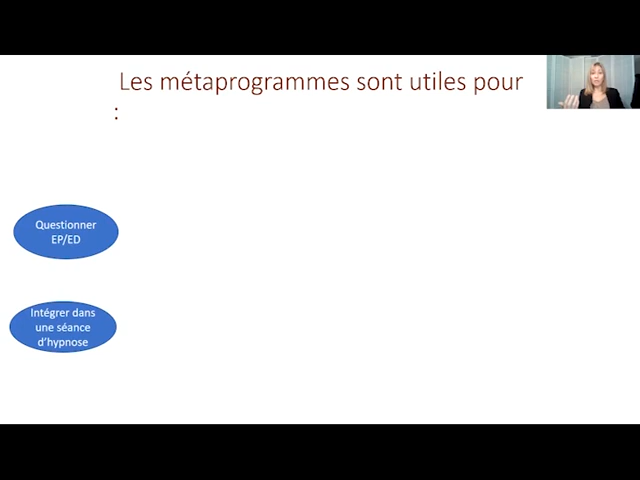 Les métaprogrammes sont utiles pour
:
Questionner
EP/ED
Intégrer dans
une séance
d'hypnose